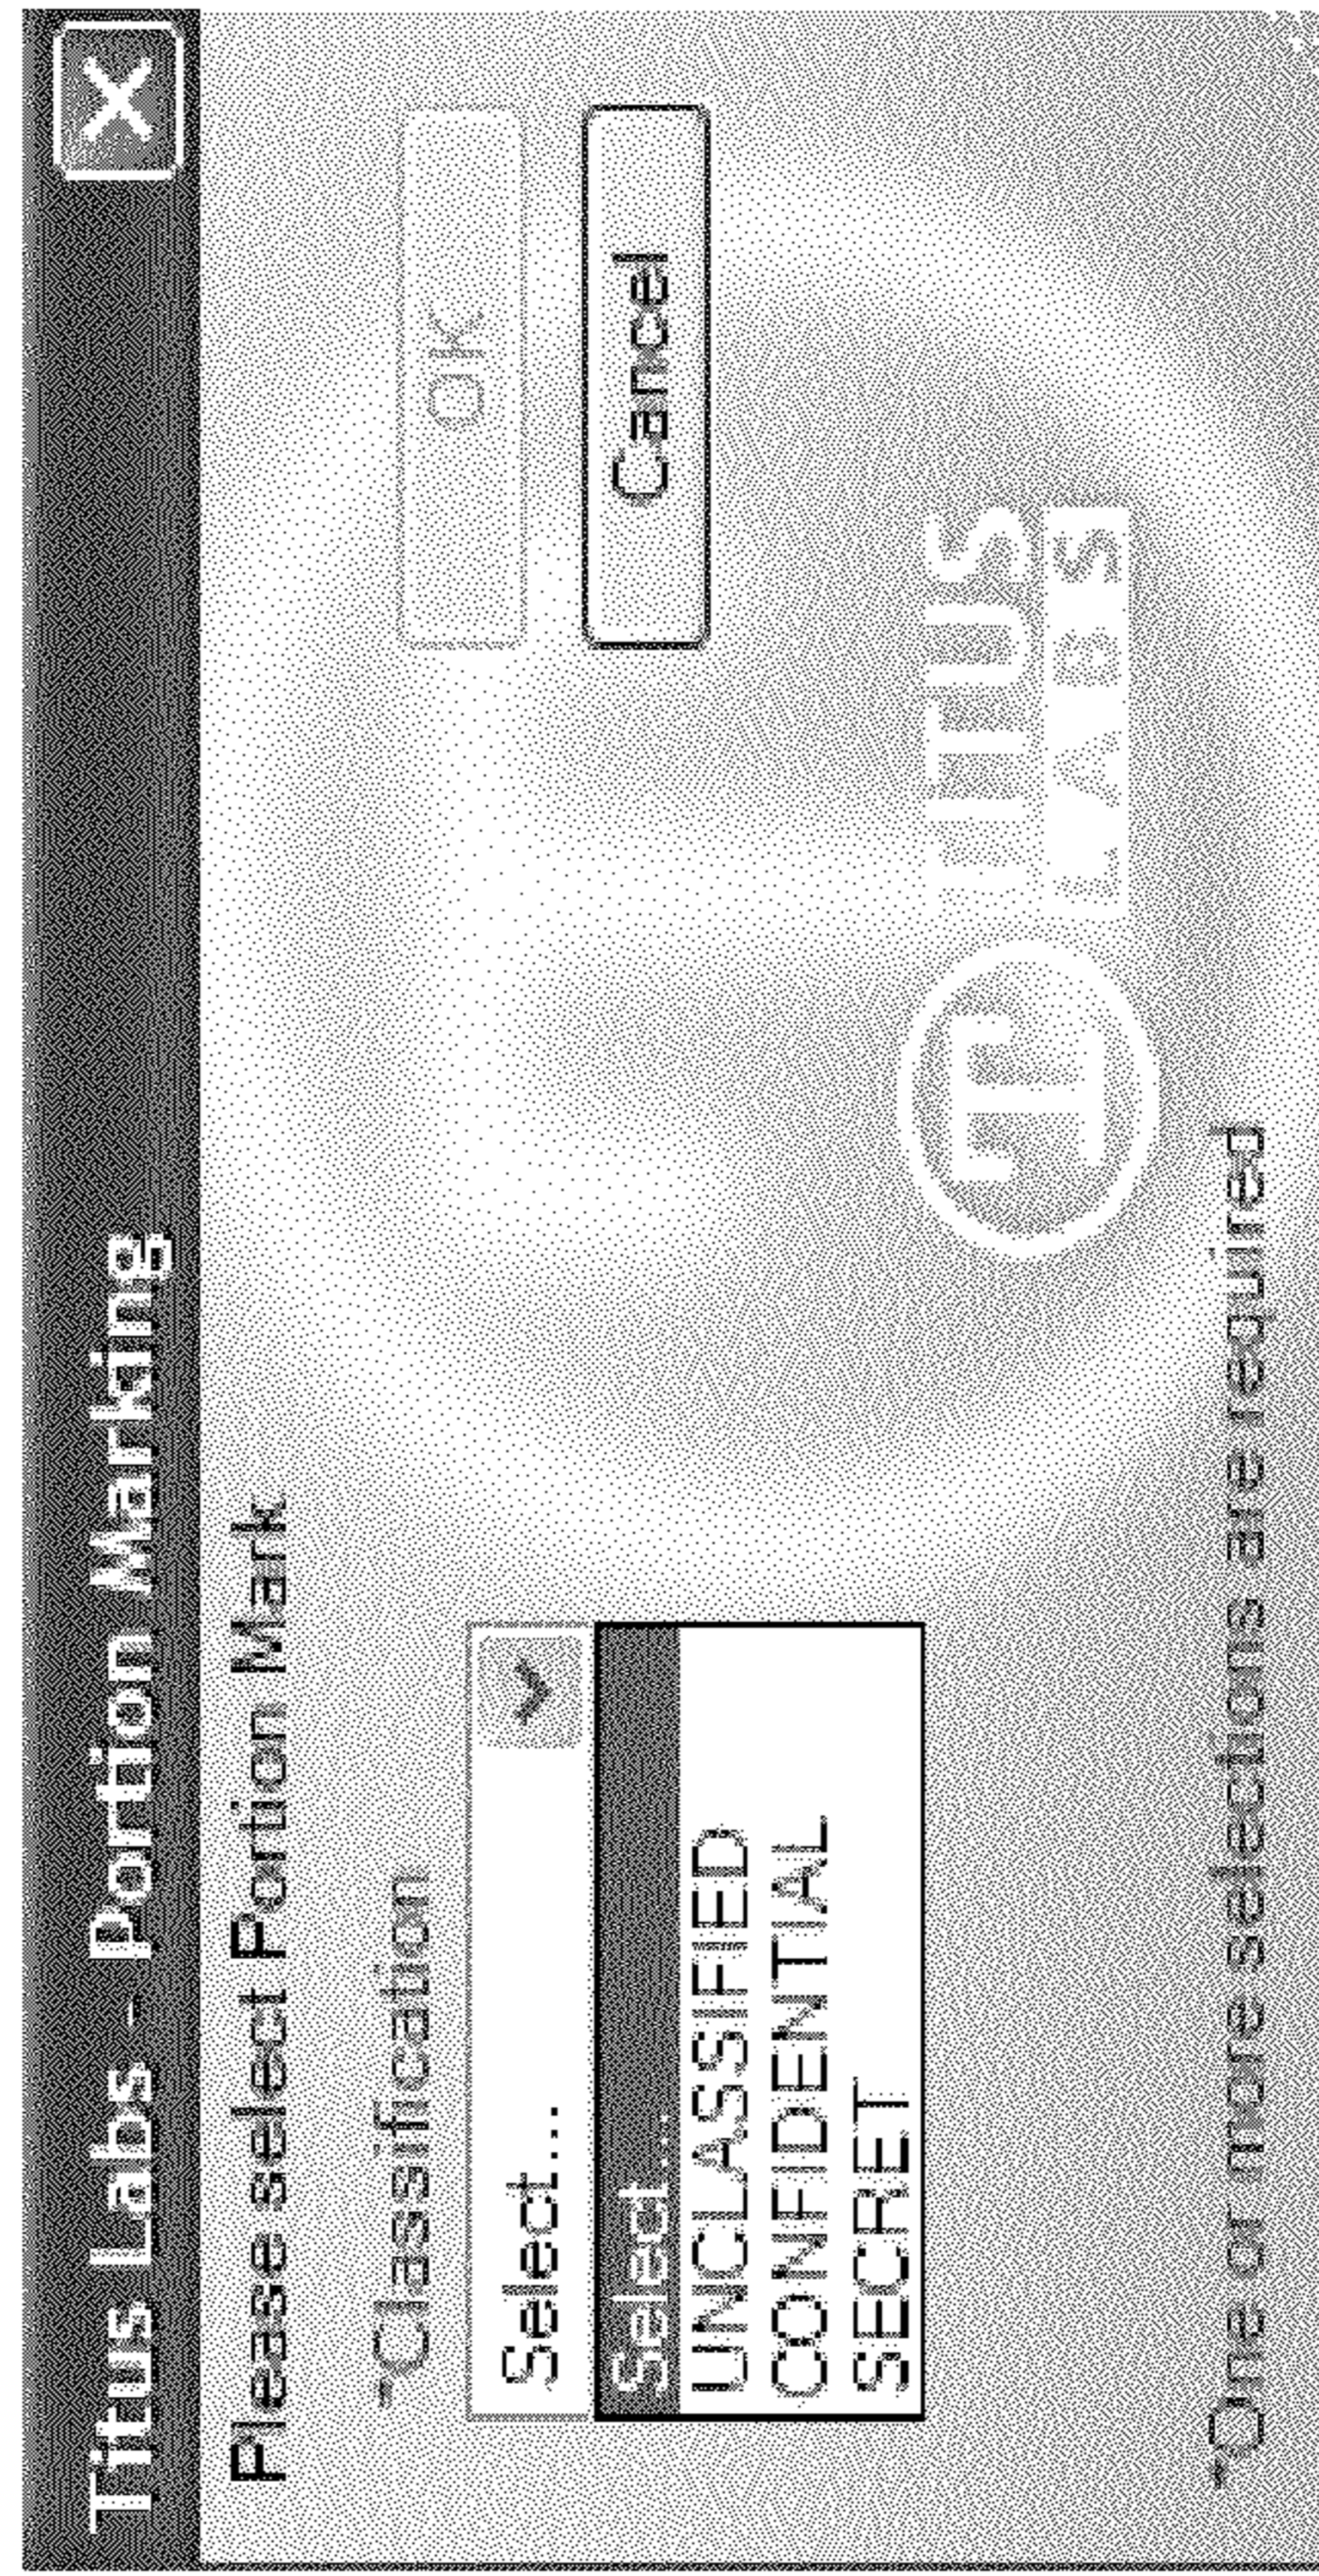 Titus Labs - Portion Marking
Please select Portion Mark
*Classification
Select...
Select...
UNCLASSIFIED
CONFIDENTIAL
SECRET
OK
Cancel
TITUS
LABS
*One or more selections are required